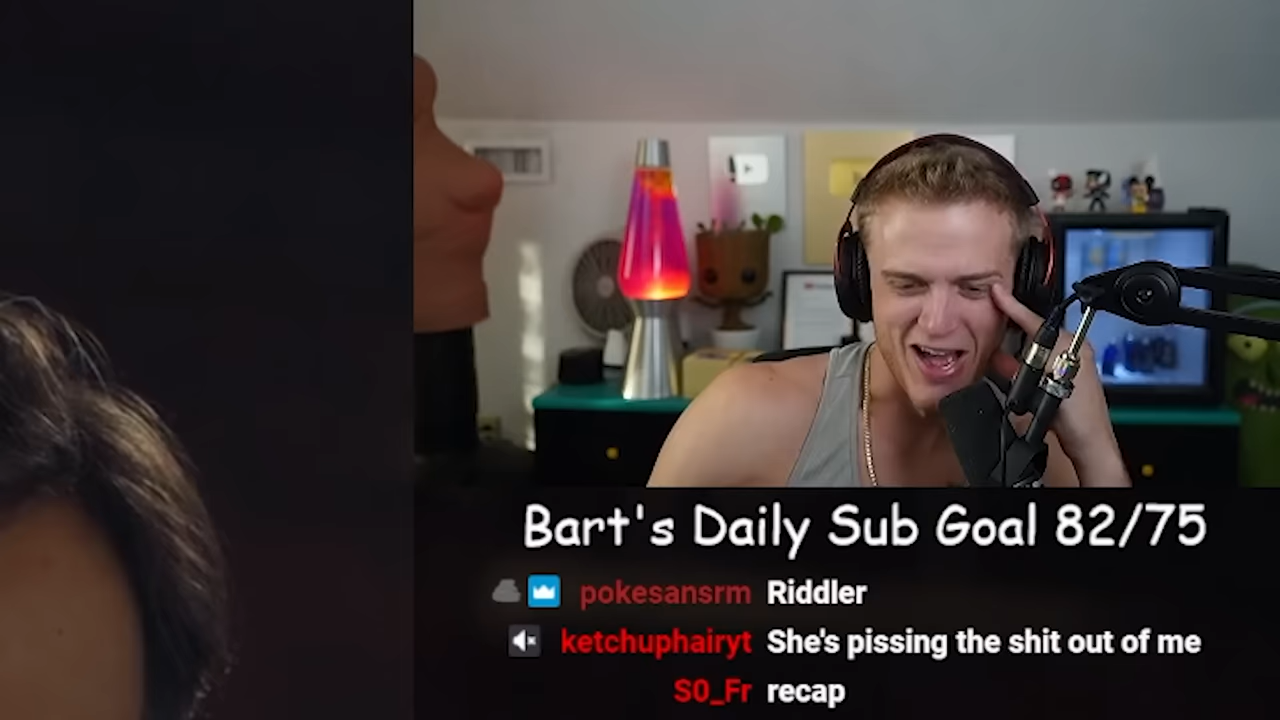 Bart's Daily Sub Goal 82/75
pokesansrm Riddler
ketchuphairyt She's pissing the shit out of me
S0_Fr recap